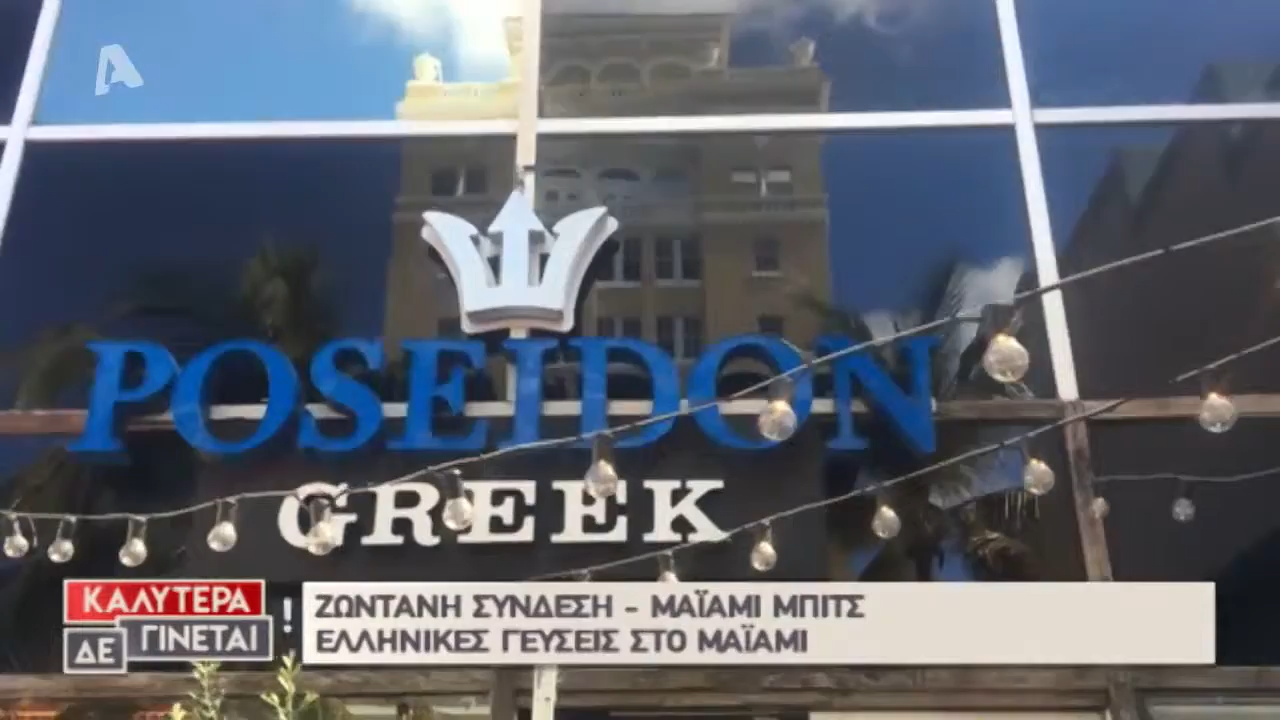 POSEIDON
GREEK
ΚΑΛΥΤΕΡΑ
ΔΕ ΓΙΝΕΤΑΙ !
ΖΩΝΤΑΝΗ ΣΥΝΔΕΣΗ - ΜΑΪΑΜΙ ΜΠΙΤΣ
ΕΛΛΗΝΙΚΕΣ ΓΕΥΣΕΙΣ ΣΤΟ ΜΑΪΑΜΙ